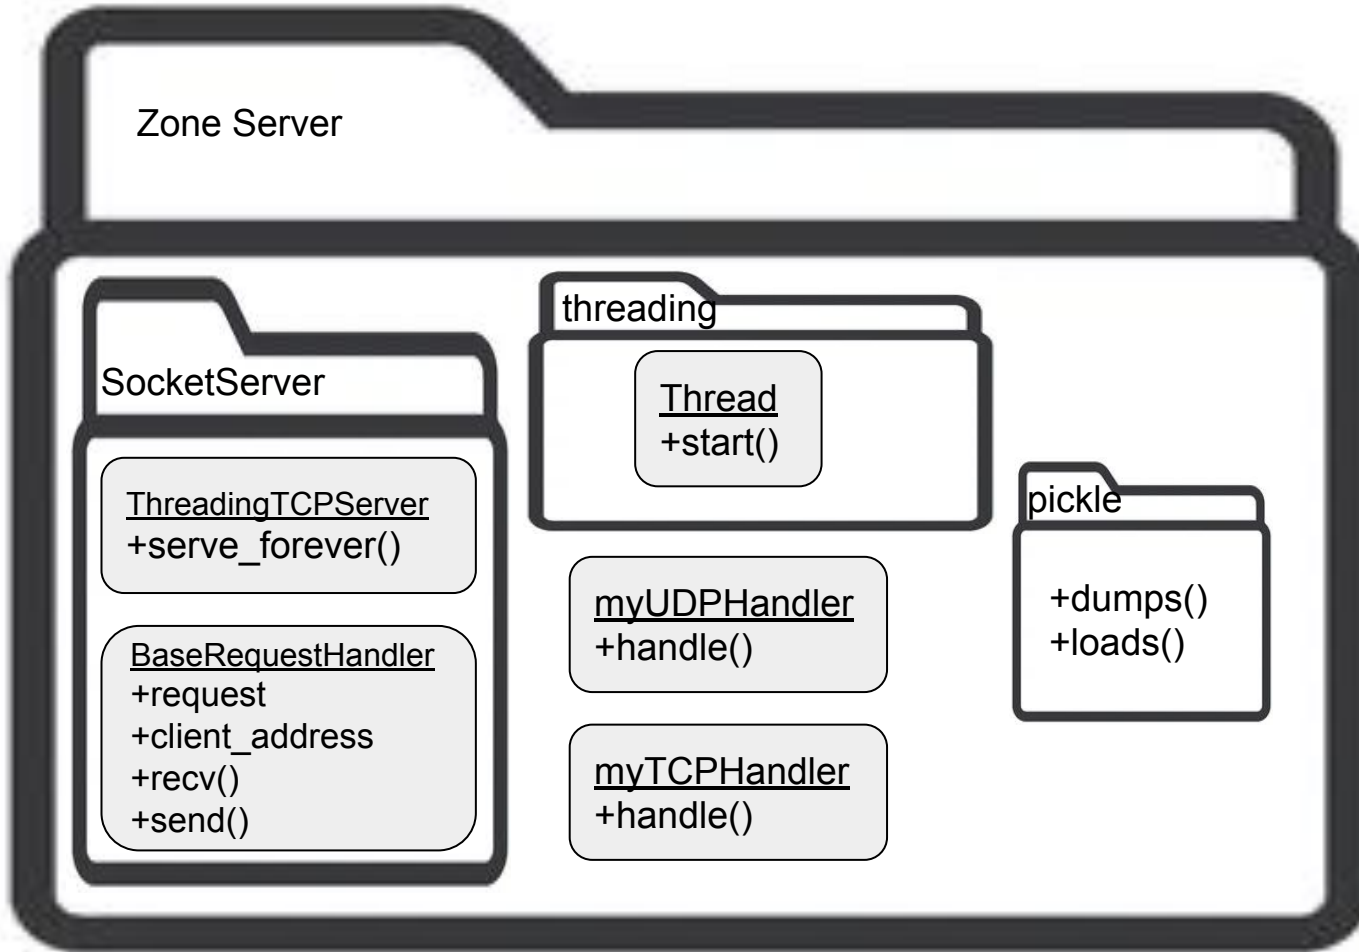 Zone Server
SocketServer
ThreadingTCPServer
+serve_forever()
BaseRequestHandler
+request
+client_address
+recv()
+send()
threading
Thread
+start()
myUDPHandler
+handle()
myTCPHandler
+handle()
pickle
+dumps()
+loads()